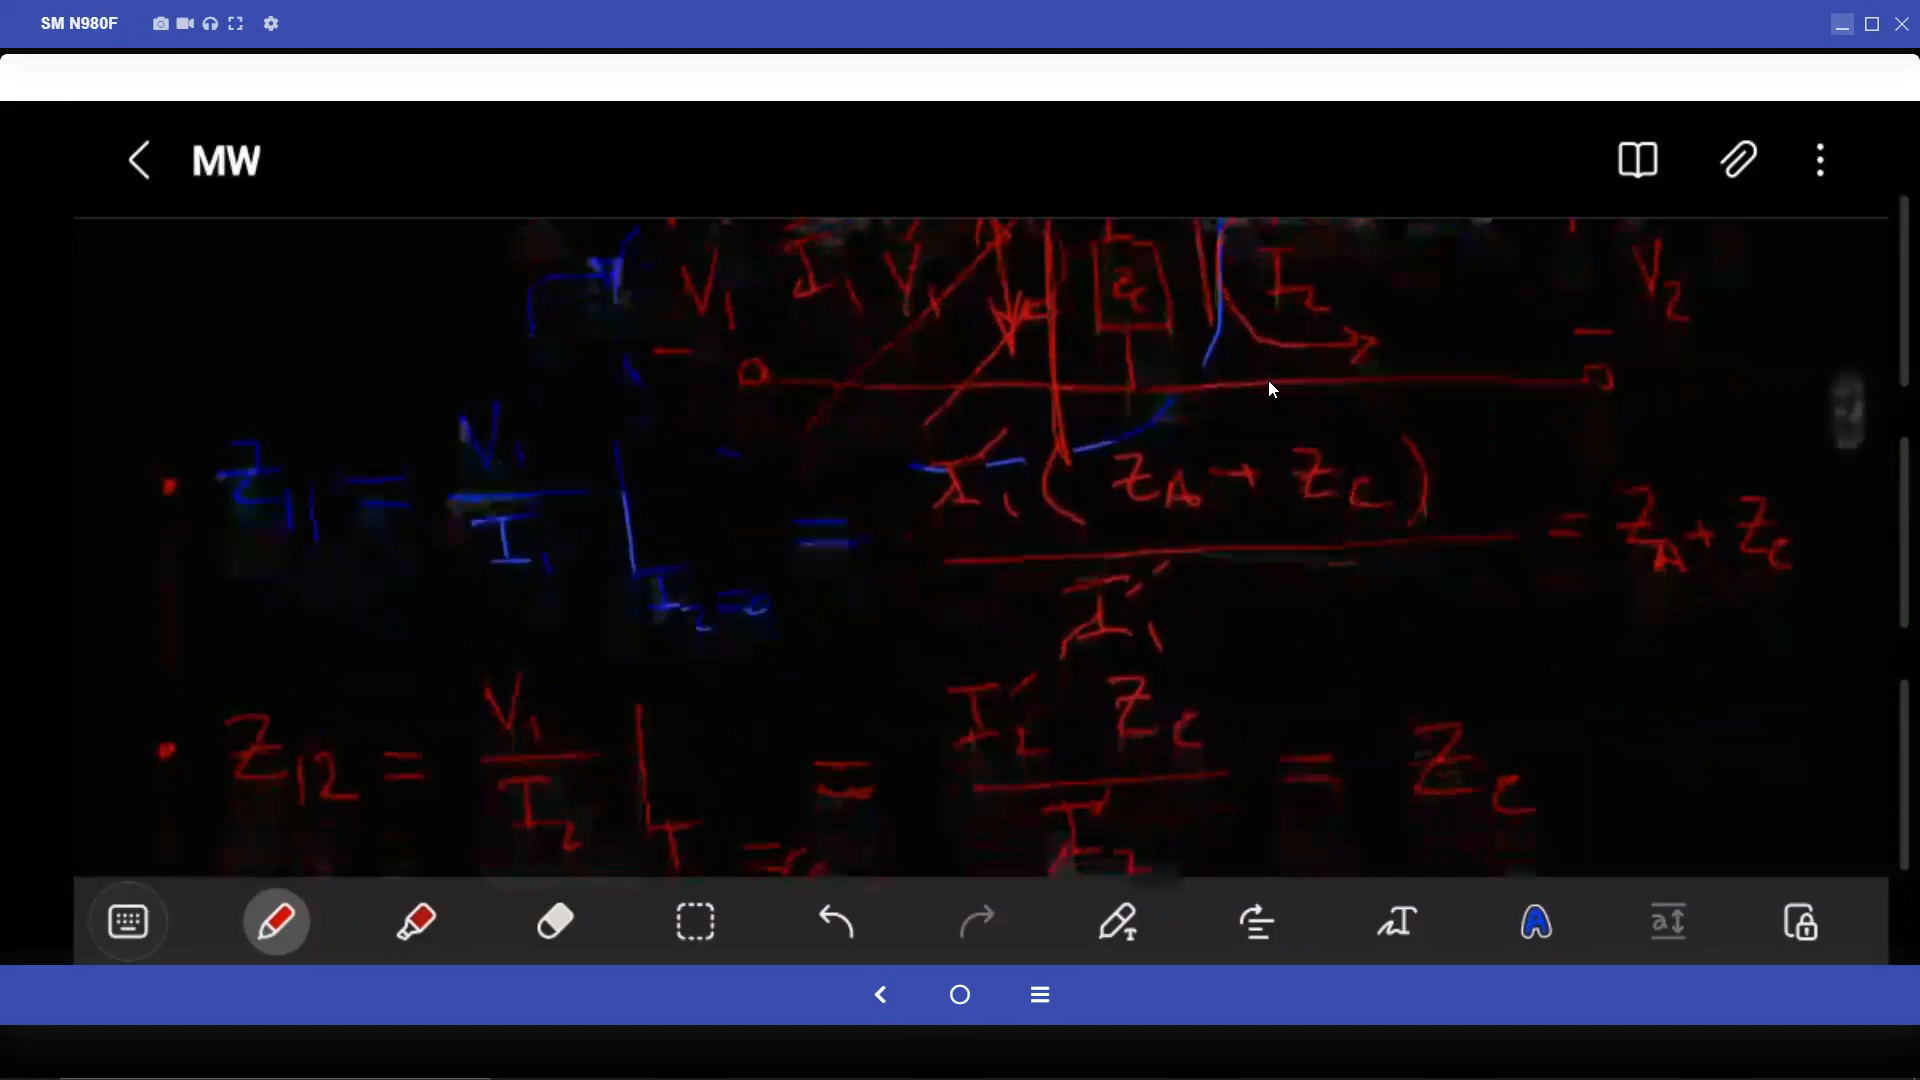 SM N980F
MW
V1 I1 V1 Zc I2 V2
Z11 = V1 / I1 | I2=0 = I1 ( ZA + ZC ) / I1 = ZA + ZC
Z12 = V1 / I2 | I =0 = I2 ZC / I2 = ZC